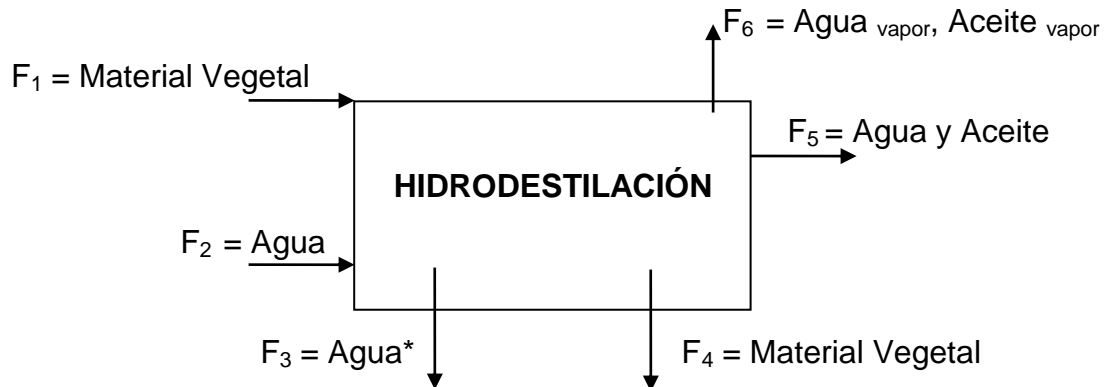 F₆ = Agua vapor, Aceite vapor
F₁ = Material Vegetal
F₅ = Agua y Aceite
HIDRODESTILACIÓN
F₂ = Agua
F₃ = Agua*
F₄ = Material Vegetal